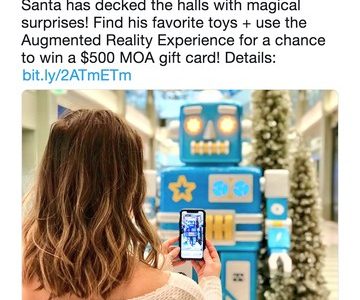 Santa has decked the halls with magical
surprises! Find his favorite toys + use the
Augmented Reality Experience for a chance
to win a $500 MOA gift card! Details:
bit.ly/2ATmETm